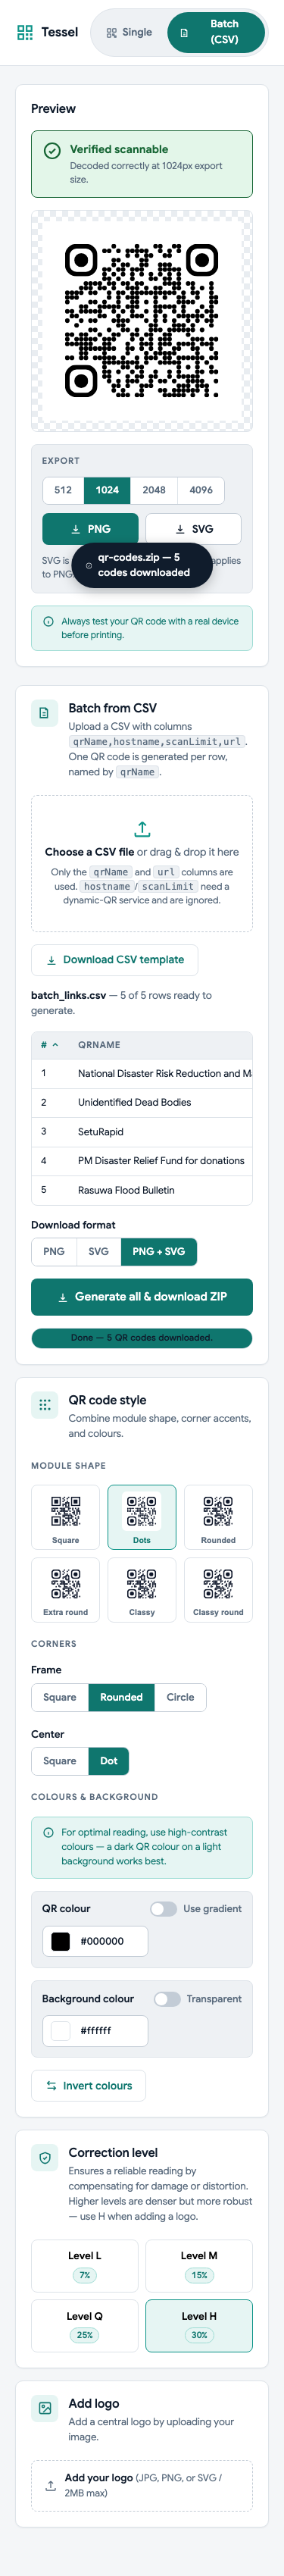 Tessel
Single
Batch
(CSV)
Preview
Verified scannable
Decoded correctly at 1024px export
size.
EXPORT
512
1024
2048
4096
PNG
SVG
SVG is
applies
to PNG
qr-codes.zip — 5
codes downloaded
Always test your QR code with a real device
before printing.
Batch from CSV
Upload a CSV with columns
qrName,hostname,scanLimit,url.
One QR code is generated per row,
named by qrName.
Choose a CSV file or drag & drop it here
Only the qrName and url columns are
used. hostname/scanLimit need a
dynamic-QR service and are ignored.
Download CSV template
batch_links.csv — 5 of 5 rows ready to
generate.
# QRNAME
1 National Disaster Risk Reduction and Ma
2 Unidentified Dead Bodies
3 SetuRapid
4 PM Disaster Relief Fund for donations
5 Rasuwa Flood Bulletin
Download format
PNG
SVG
PNG + SVG
Generate all & download ZIP
Done — 5 QR codes downloaded.
QR code style
Combine module shape, corner accents,
and colours.
MODULE SHAPE
Square
Dots
Rounded
Extra round
Classy
Classy round
CORNERS
Frame
Square
Rounded
Circle
Center
Square
Dot
COLOURS & BACKGROUND
For optimal reading, use high-contrast
colours — a dark QR colour on a light
background works best.
QR colour
Use gradient
#000000
Background colour
Transparent
#ffffff
Invert colours
Correction level
Ensures a reliable reading by
compensating for damage or distortion.
Higher levels are denser but more robust
— use H when adding a logo.
Level L
7%
Level M
15%
Level Q
25%
Level H
30%
Add logo
Add a central logo by uploading your
image.
Add your logo (JPG, PNG, or SVG /
2MB max)